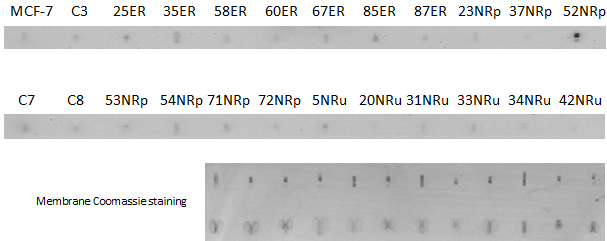 MCF-7 C3 25ER 35ER 58ER 60ER 67ER 85ER 87ER 23NRp 37NRp 52NRp
C7 C8 53NRp 54NRp 71NRp 72NRp 5NRu 20NRu 31NRu 33NRu 34NRu 42NRu
Membrane Coomassie staining